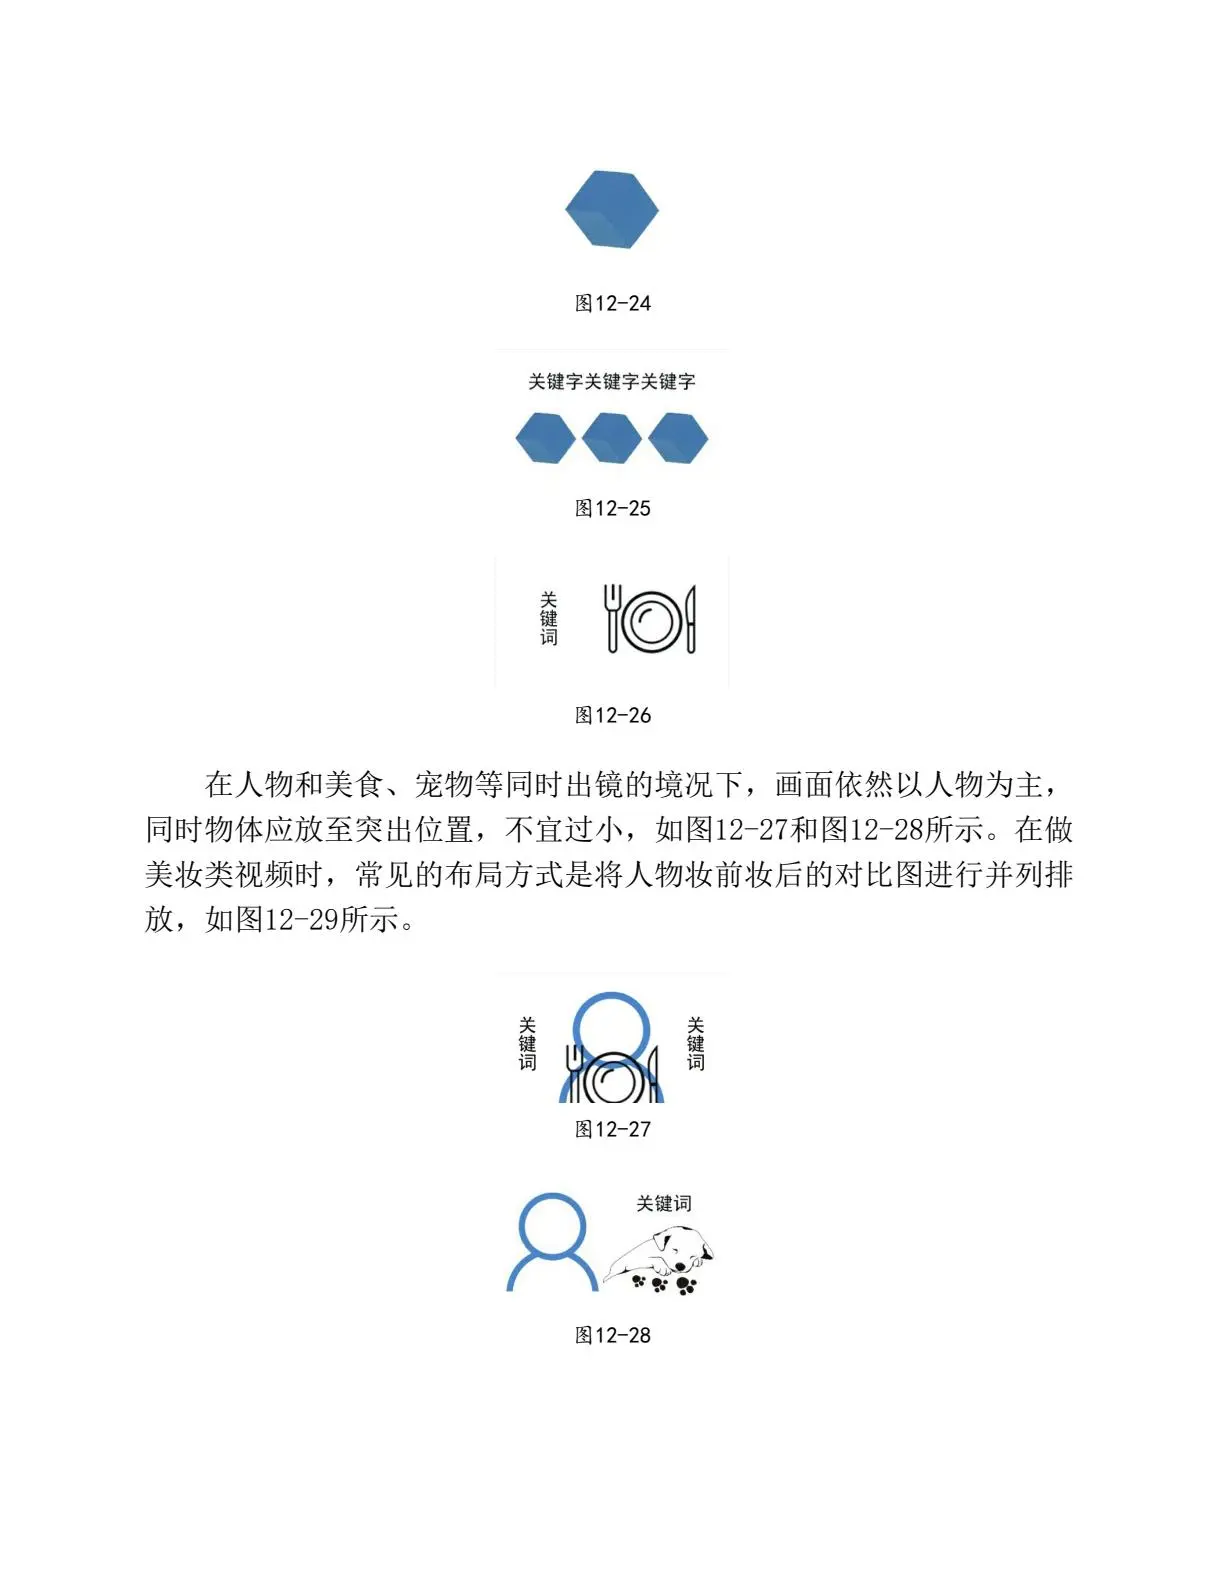 图12-24
关键字关键字关键字
图12-25
关键词
图12-26
在人物和美食、宠物等同时出镜的境况下，画面依然以人物为主，
同时物体应放至突出位置，不宜过小，如图12-27和图12-28所示。在做
美妆类视频时，常见的布局方式是将人物妆前妆后的对比图进行并列排
放，如图12-29所示。
关键词
关键词
图12-27
关键词
图12-28